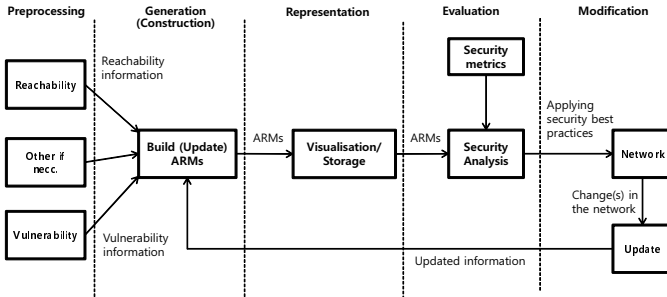 Preprocessing
Generation
(Construction)
Representation
Evaluation
Modification
Reachability
information
Reachability
Other if
necc.
Vulnerability
Vulnerability
information
Build (Update)
ARMs
ARMs
Visualisation/
Storage
ARMs
Security
metrics
Security
Analysis
Applying
security best
practices
Network
Change(s) in
the network
Update
Updated information